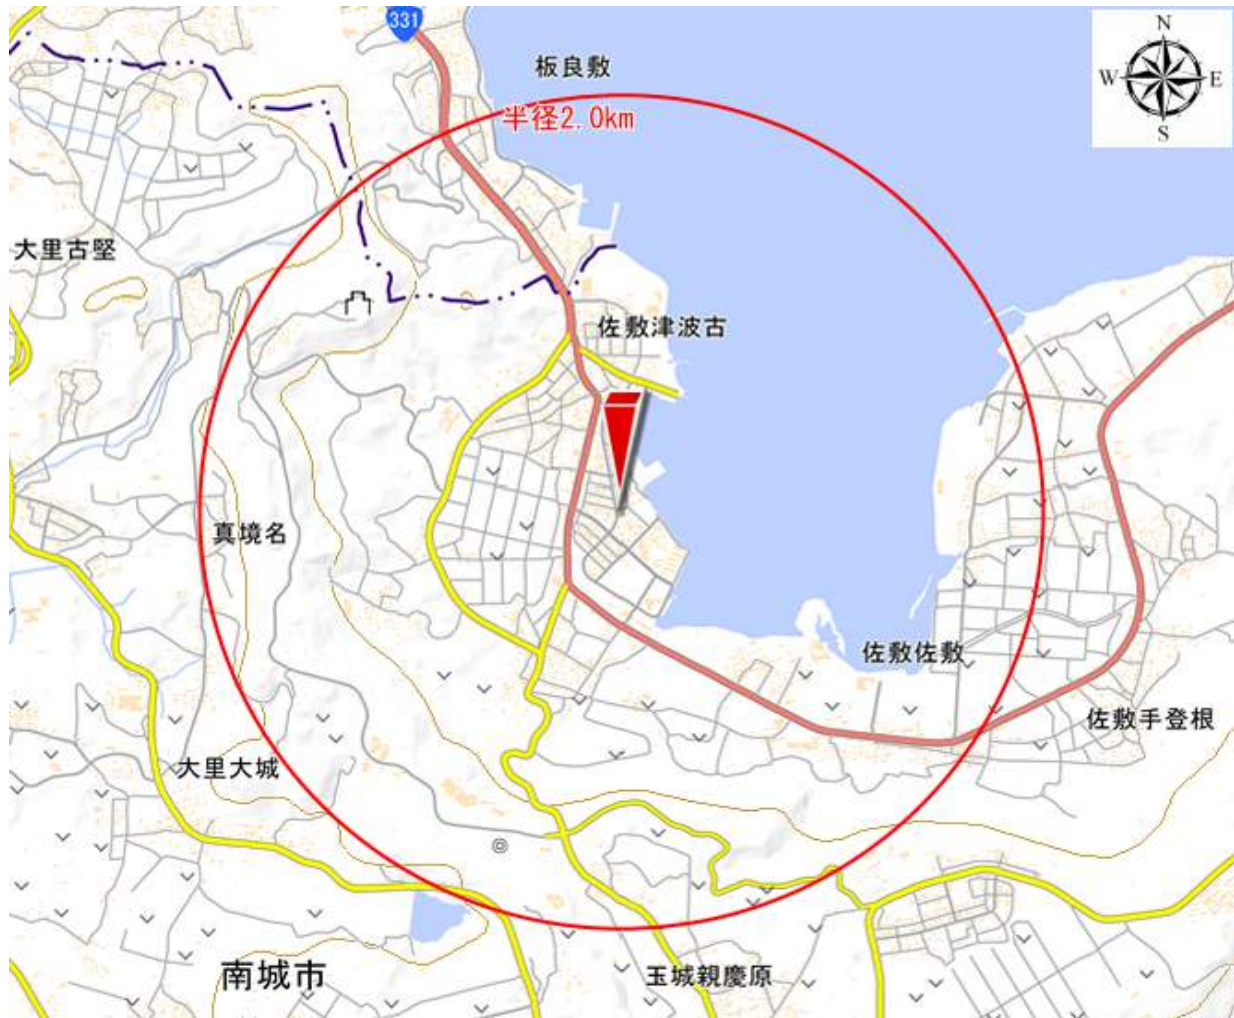 331
N
W
E
S
板良敷
半径2.0km
大里古堅
佐敷津波古
真境名
佐敷佐敷
佐敷手登根
大里大城
南城市
玉城親慶原